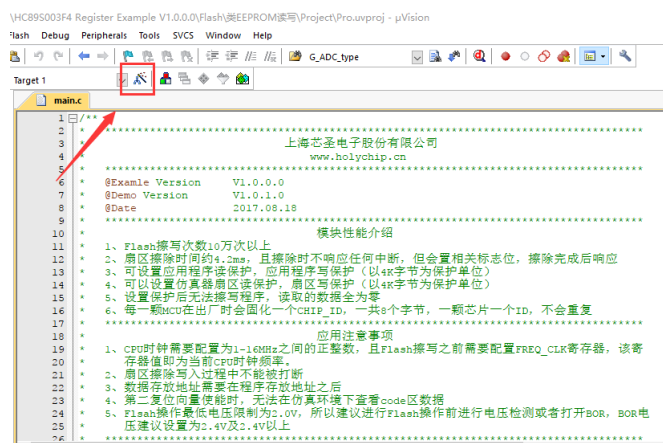 \HC89S003F4 Register Example V1.0.0.0\Flash\类EEPROM读写\Project\Pro.uvproj - µVision
Flash Debug Peripherals Tools SVCS Window Help
G_ADC_type
Target 1
main.c
1 /**
2 * **********************************************************************************
3 * 上海芯圣电子股份有限公司
4 * www.holychip.cn
5 * **********************************************************************************
6 * @Examle Version V1.0.0.0
7 * @Demo Version V1.0.1.0
8 * @Date 2017.08.18
9 * **********************************************************************************
10 * 模块性能介绍
11 * 1、Flash擦写次数10万次以上
12 * 2、扇区擦除时间约4.2ms，且擦除时不响应任何中断，但会置相关标志位，擦除完成后响应
13 * 3、可设置应用程序读保护，应用程序写保护（以4K字节为保护单位）
14 * 4、可以设置仿真器扇区读保护，扇区写保护（以4K字节为保护单位）
15 * 5、设置保护后无法擦写程序，读取的数据全为零
16 * 6、每一颗MCU在出厂时会固化一个CHIP_ID，一共8个字节，一颗芯片一个ID，不会重复
17 * **********************************************************************************
18 * 应用注意事项
19 * 1、CPU时钟需要配置为1-16MHz之间的正整数，且Flash擦写之前需要配置FREQ_CLK寄存器，该寄
20 * 存器值即为当前CPU时钟频率。
21 * 2、扇区擦除写入过程中不能被打断
22 * 3、数据存放地址需要在程序存放地址之后
23 * 4、第二复位向量使能时，无法在仿真环境下查看code区数据
24 * 5、Flsah操作最低电压限制为2.0V，所以建议进行Flash操作前进行电压检测或者打开BOR，BOR电
25 * 压建议设置为2.4V及2.4V以上
26 * **********************************************************************************